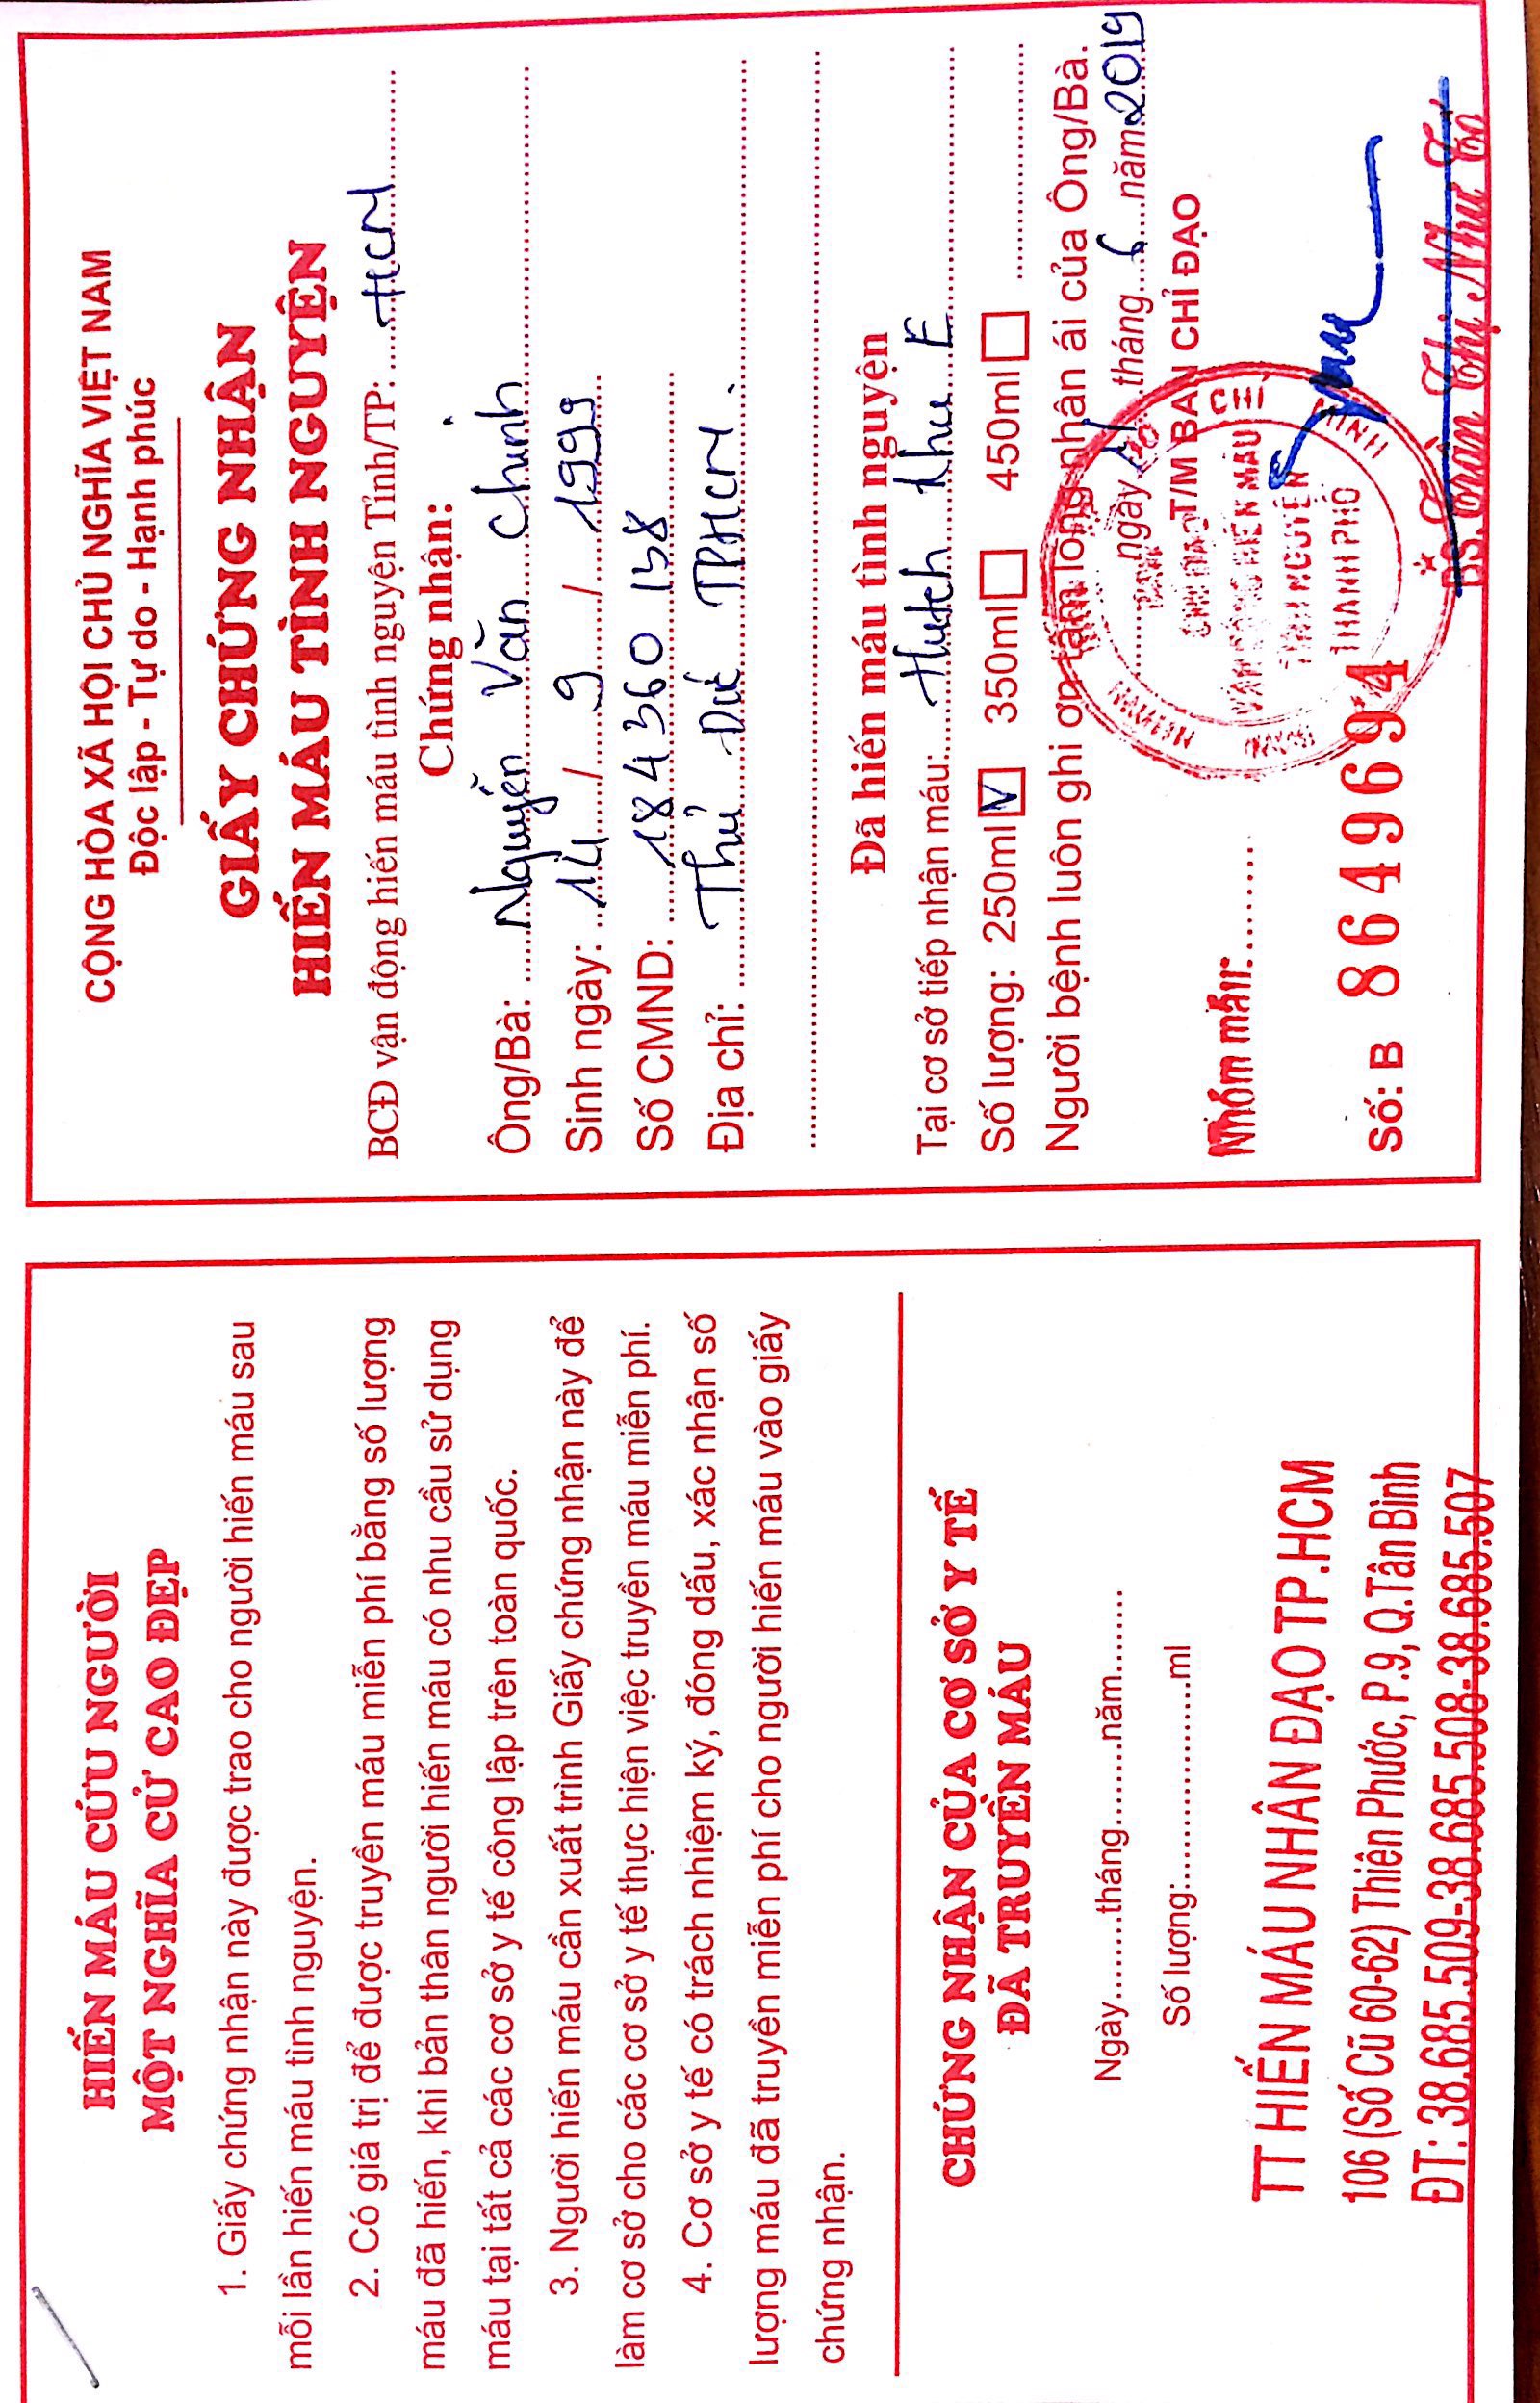 HIẾN MÁU CỨU NGƯỜI
MỘT NGHĨA CỬ CAO ĐẸP
1. Giấy chứng nhận này được trao cho người hiến máu sau
mỗi lần hiến máu tình nguyện.
2. Có giá trị để được truyền máu miễn phí bằng số lượng
máu đã hiến, khi bản thân người hiến máu có nhu cầu sử dụng
máu tại tất cả các cơ sở y tế công lập trên toàn quốc.
3. Người hiến máu cần xuất trình Giấy chứng nhận này để
làm cơ sở cho các cơ sở y tế thực hiện việc truyền máu miễn phí.
4. Cơ sở y tế có trách nhiệm ký, đóng dấu, xác nhận số
lượng máu đã truyền miễn phí cho người hiến máu vào giấy
chứng nhận.
CHỨNG NHẬN CỦA CƠ SỞ Y TẾ
ĐÃ TRUYỀN MÁU
Ngày........tháng........năm........
Số lượng:...................ml
TT HIẾN MÁU NHÂN ĐẠO TP.HCM
106 (Số Cũ 60-62) Thiên Phước, P.9, Q.Tân Bình
ĐT: 38.685.509-38.685.508-38.685.507
CỘNG HÒA XÃ HỘI CHỦ NGHĨA VIỆT NAM
Độc lập - Tự do - Hạnh phúc
GIẤY CHỨNG NHẬN
HIẾN MÁU TÌNH NGUYỆN
BCĐ vận động hiến máu tình nguyện Tỉnh/TP: HCM
Chứng nhận:
Ông/Bà: Nguyễn Văn Chinh
Sinh ngày: 14 / 9 / 1999
Số CMND: 184360 138
Địa chỉ: Thủ Đức TPHCM.
Đã hiến máu tình nguyện
Tại cơ sở tiếp nhận máu: Hutech Khu E
Số lượng: 250ml V 350ml 450ml
Người bệnh luôn ghi ơn tấm lòng nhân ái của Ông/Bà.
ngày 11 tháng 6 năm 2019
T/M BAN CHỈ ĐẠO
Nhóm máu:.........
BAN
CHỈ ĐẠO
VẬN ĐỘNG HIẾN MÁU
TÌNH NGUYỆN
THÀNH PHỐ
Số: B 8649694
BS. Trần Thị Như Tố